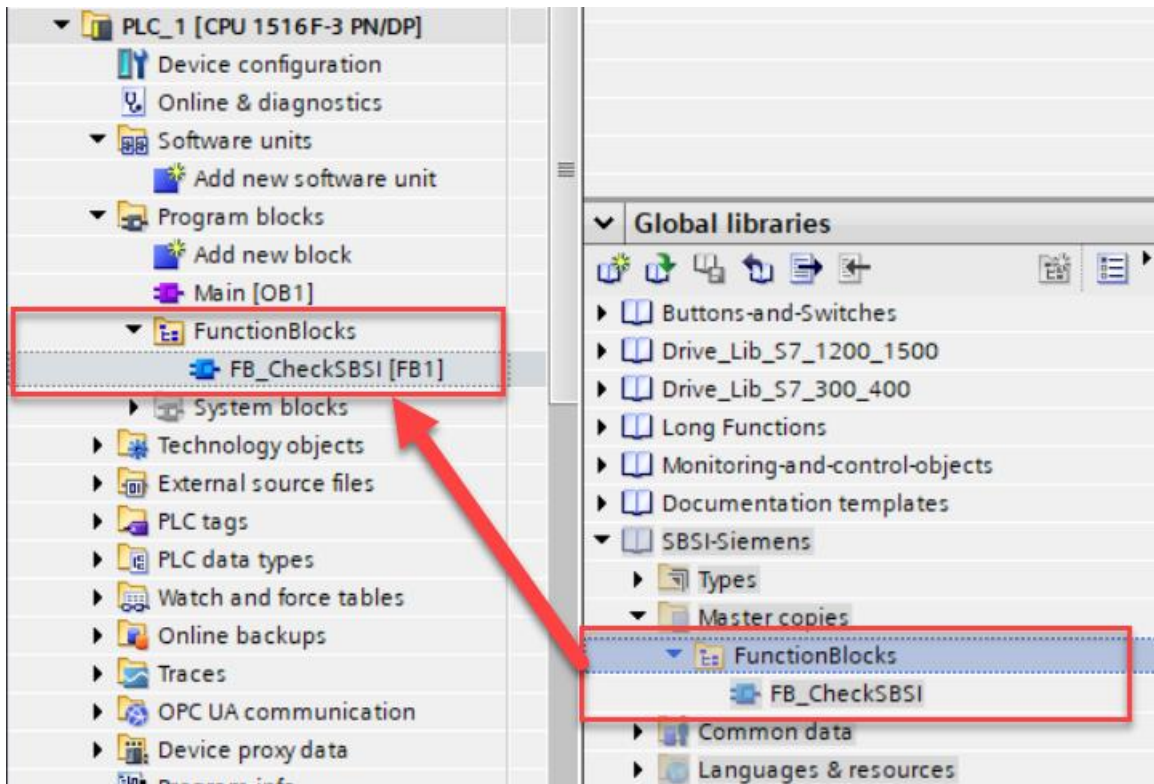 PLC_1 [CPU 1516F-3 PN/DP]
Device configuration
Online & diagnostics
Software units
Add new software unit
Program blocks
Add new block
Main [OB1]
FunctionBlocks
FB_CheckSBSI [FB1]
System blocks
Technology objects
External source files
PLC tags
PLC data types
Watch and force tables
Online backups
Traces
OPC UA communication
Device proxy data
Program info
Global libraries
Buttons-and-Switches
Drive_Lib_S7_1200_1500
Drive_Lib_S7_300_400
Long Functions
Monitoring-and-control-objects
Documentation templates
SBSI-Siemens
Types
Master copies
FunctionBlocks
FB_CheckSBSI
Common data
Languages & resources